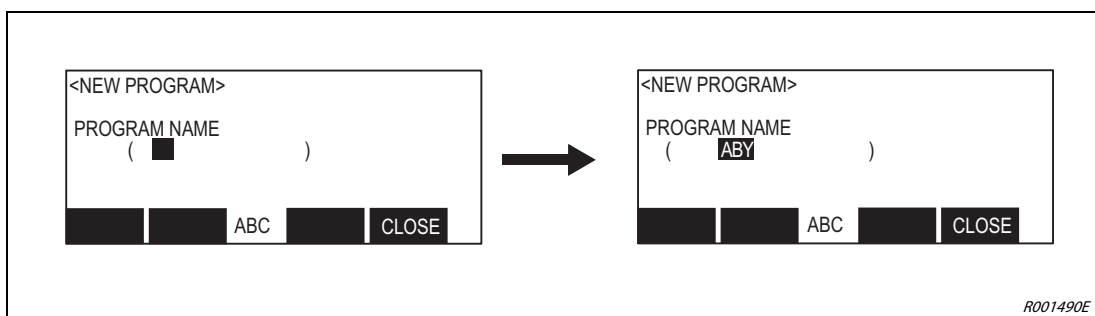 <NEW PROGRAM>
PROGRAM NAME
( )
ABC CLOSE
<NEW PROGRAM>
PROGRAM NAME
( ABY )
ABC CLOSE
R001490E